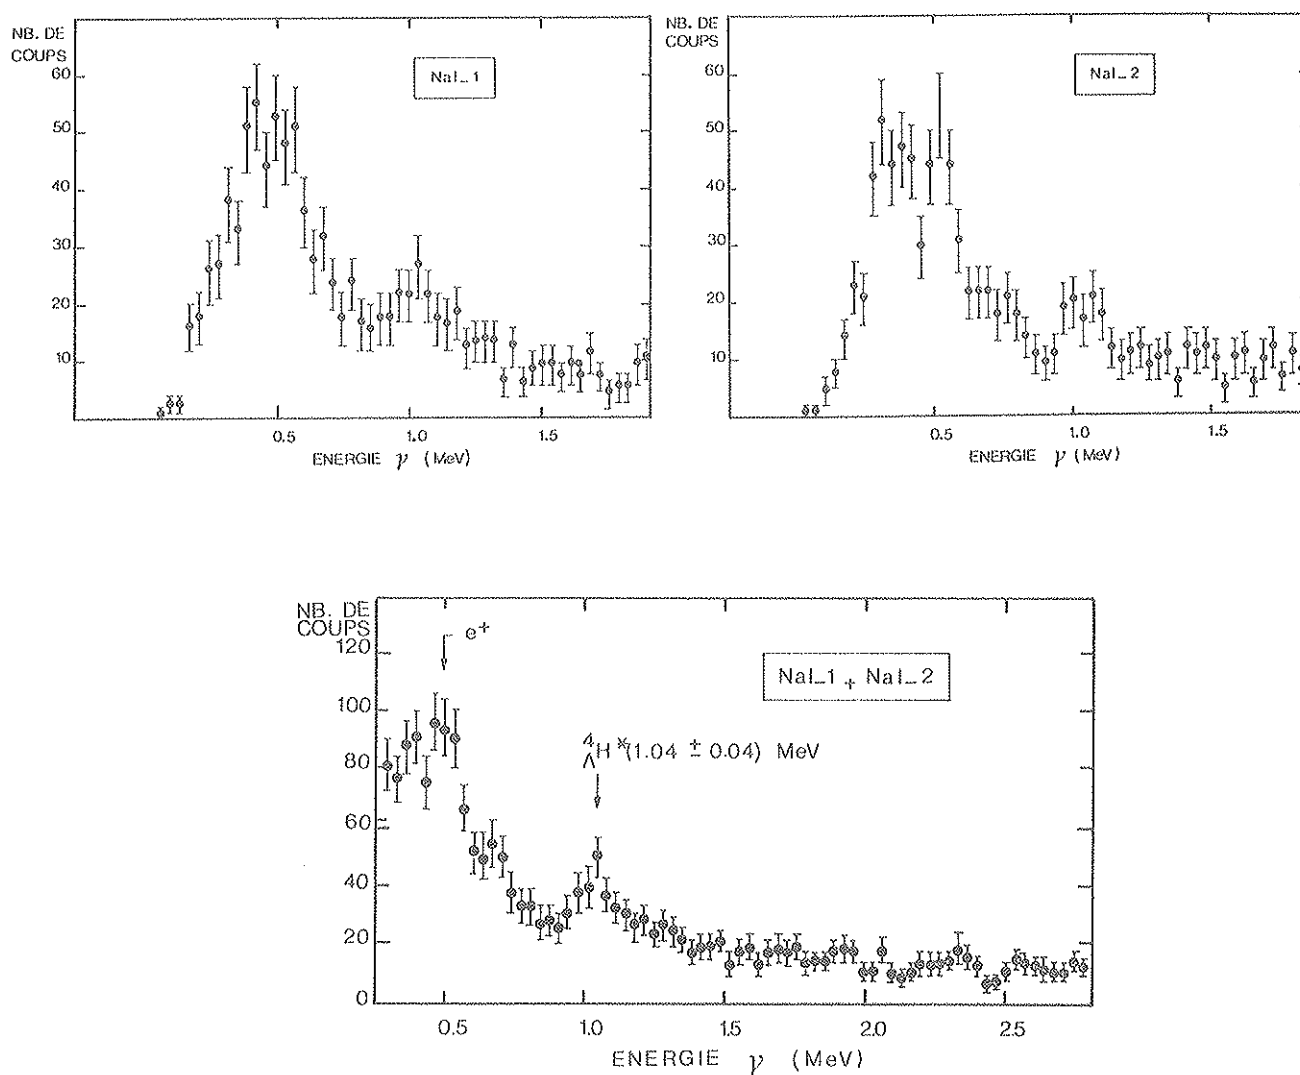 NB. DE
COUPS
NaI_1
60
50
40
30
20
10
0.5
1.0
1.5
ENERGIE γ (MeV)
NB. DE
COUPS
NaI_2
60
50
40
30
20
10
0.5
1.0
1.5
ENERGIE γ (MeV)
NB. DE
COUPS
NaI_1 + NaI_2
e+
4ΛH*(1.04 ± 0.04) MeV
120
100
80
60
40
20
0
0.5
1.0
1.5
2.0
2.5
ENERGIE γ (MeV)